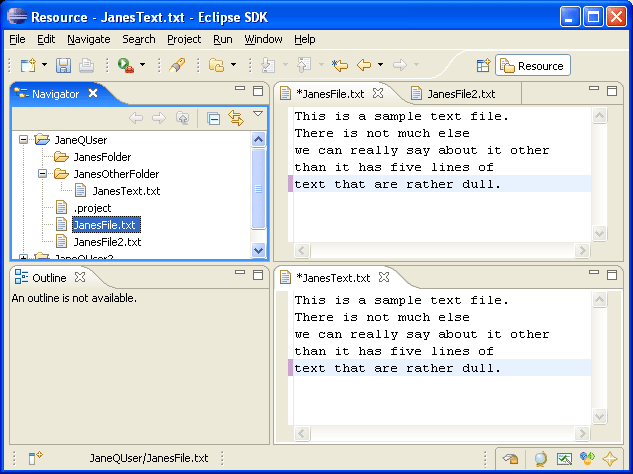 Resource - JanesText.txt - Eclipse SDK
File Edit Navigate Search Project Run Window Help
Resource
Navigator
JaneQUser
JanesFolder
JanesOtherFolder
JanesText.txt
.project
JanesFile.txt
JanesFile2.txt
JaneQUser2
*JanesFile.txt JanesFile2.txt
This is a sample text file.
There is not much else
we can really say about it other
than it has five lines of
text that are rather dull.
Outline
An outline is not available.
*JanesText.txt
This is a sample text file.
There is not much else
we can really say about it other
than it has five lines of
text that are rather dull.
JaneQUser/JanesFile.txt